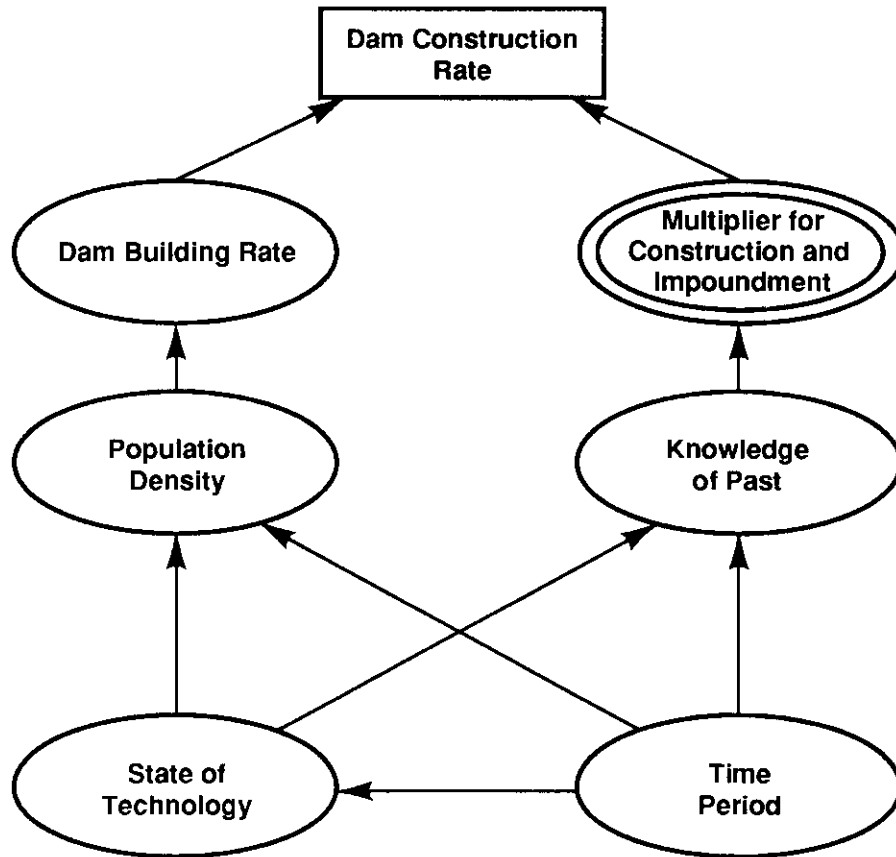 Dam Construction
Rate
Dam Building Rate
Multiplier for
Construction and
Impoundment
Population
Density
Knowledge
of Past
State of
Technology
Time
Period